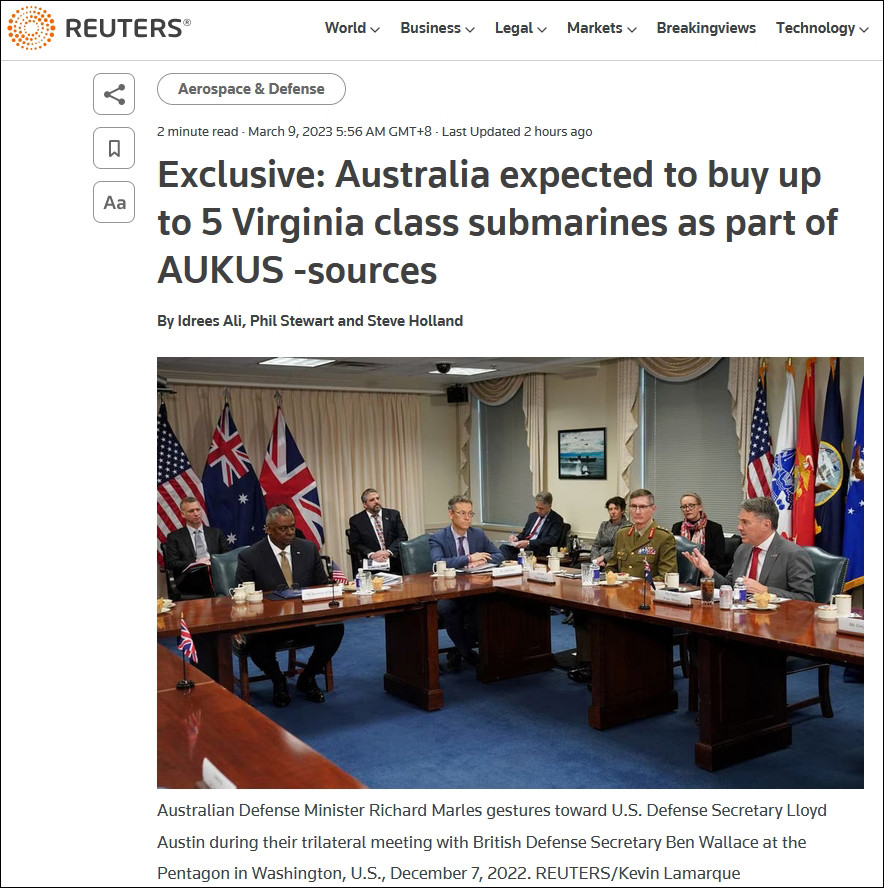 REUTERS®
World Business Legal Markets Breakingviews Technology
Aerospace & Defense
2 minute read · March 9, 2023 5:56 AM GMT+8 · Last Updated 2 hours ago
Aa
Exclusive: Australia expected to buy up
to 5 Virginia class submarines as part of
AUKUS -sources
By Idrees Ali, Phil Stewart and Steve Holland
Australian Defense Minister Richard Marles gestures toward U.S. Defense Secretary Lloyd
Austin during their trilateral meeting with British Defense Secretary Ben Wallace at the
Pentagon in Washington, U.S., December 7, 2022. REUTERS/Kevin Lamarque